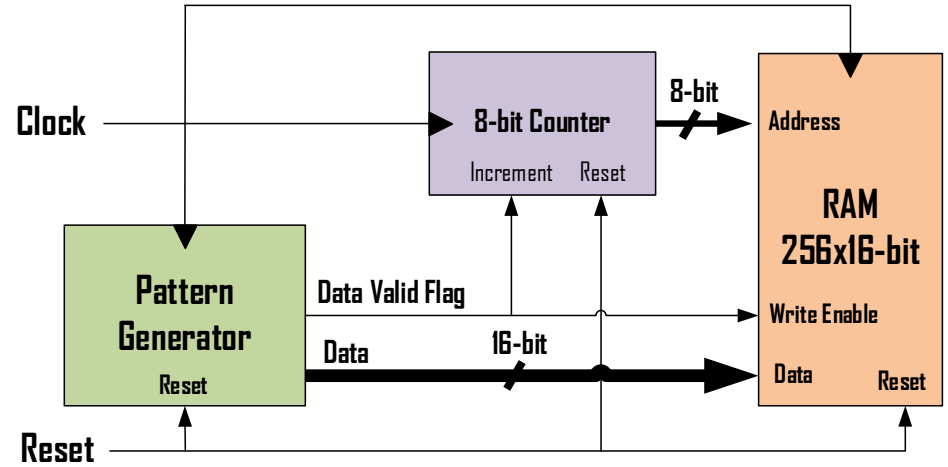 Clock
8-bit Counter
Increment Reset
8-bit
Address
RAM
256x16-bit
Write Enable
Data
Reset
Pattern
Generator
Reset
Data Valid Flag
Data
16-bit
Reset